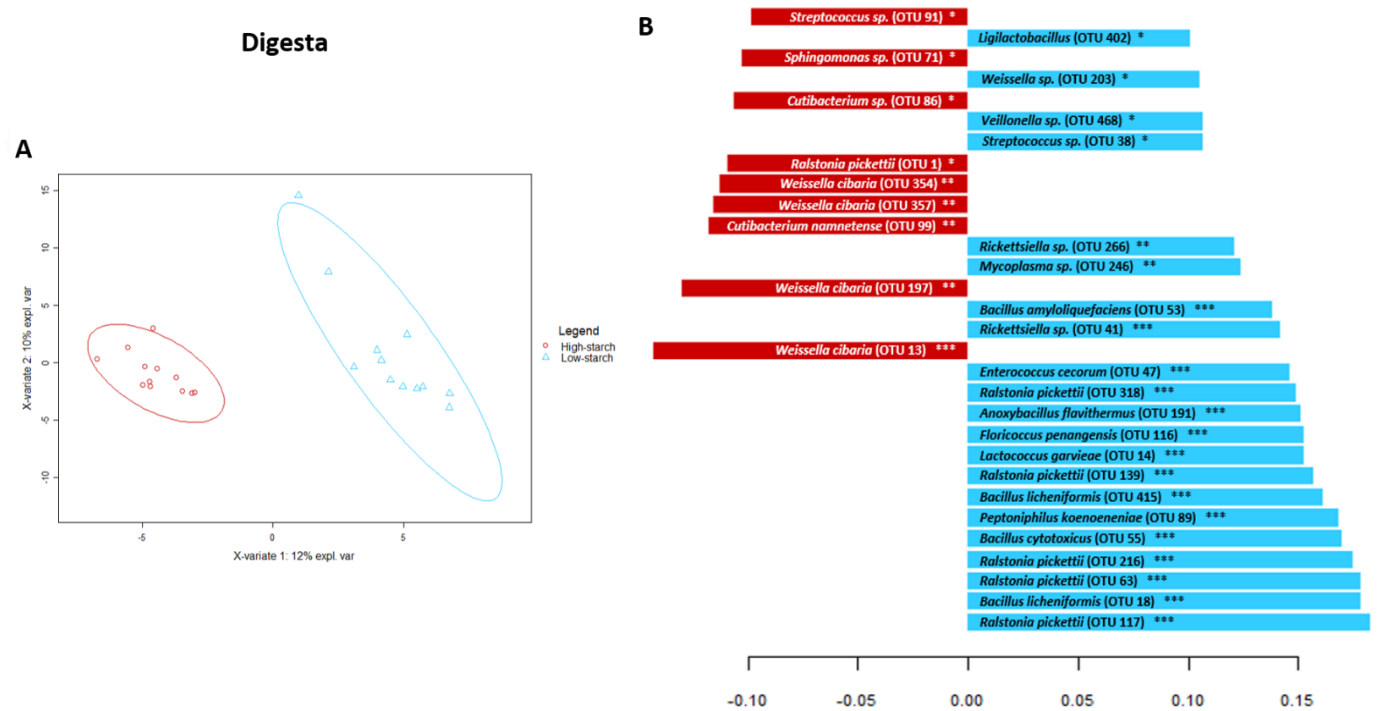 Digesta
A
15
10
5
0
-5
-10
X-variate 2: 10% expl. var
-5
0
5
X-variate 1: 12% expl. var
Legend
High-starch
Low-starch
B
Streptococcus sp. (OTU 91) *
Ligilactobacillus (OTU 402) *
Sphingomonas sp. (OTU 71) *
Weissella sp. (OTU 203) *
Cutibacterium sp. (OTU 86) *
Veillonella sp. (OTU 468) *
Streptococcus sp. (OTU 38) *
Ralstonia pickettii (OTU 1) *
Weissella cibaria (OTU 354) **
Weissella cibaria (OTU 357) **
Cutibacterium namnetense (OTU 99) **
Rickettsiella sp. (OTU 266) **
Mycoplasma sp. (OTU 246) **
Weissella cibaria (OTU 197) **
Bacillus amyloliquefaciens (OTU 53) ***
Rickettsiella sp. (OTU 41) ***
Weissella cibaria (OTU 13) ***
Enterococcus cecorum (OTU 47) ***
Ralstonia pickettii (OTU 318) ***
Anoxybacillus flavithermus (OTU 191) ***
Floricoccus penangensis (OTU 116) ***
Lactococcus garvieae (OTU 14) ***
Ralstonia pickettii (OTU 139) ***
Bacillus licheniformis (OTU 415) ***
Peptoniphilus koenoeneniae (OTU 89) ***
Bacillus cytotoxicus (OTU 55) ***
Ralstonia pickettii (OTU 216) ***
Ralstonia pickettii (OTU 63) ***
Bacillus licheniformis (OTU 18) ***
Ralstonia pickettii (OTU 117) ***
-0.10 -0.05 0.00 0.05 0.10 0.15